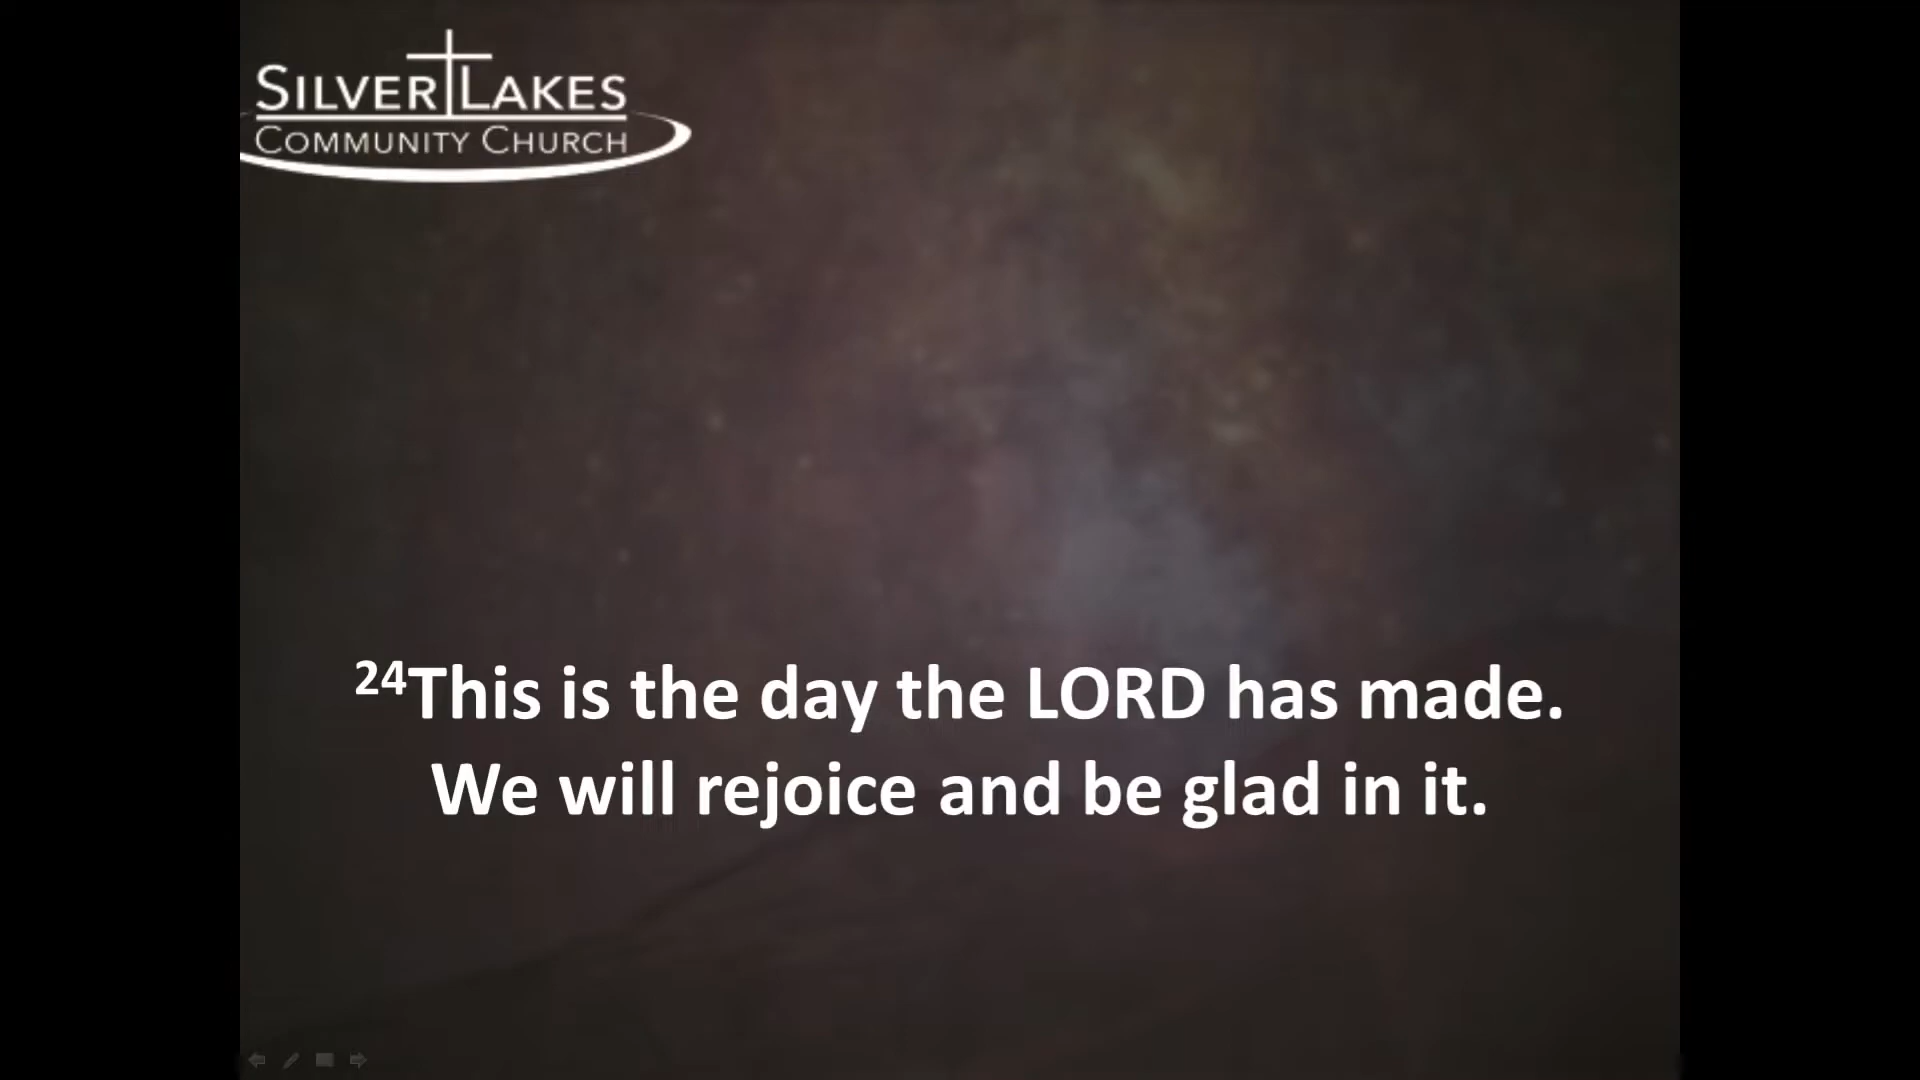 SILVER LAKES
COMMUNITY CHURCH
24This is the day the LORD has made.
We will rejoice and be glad in it.